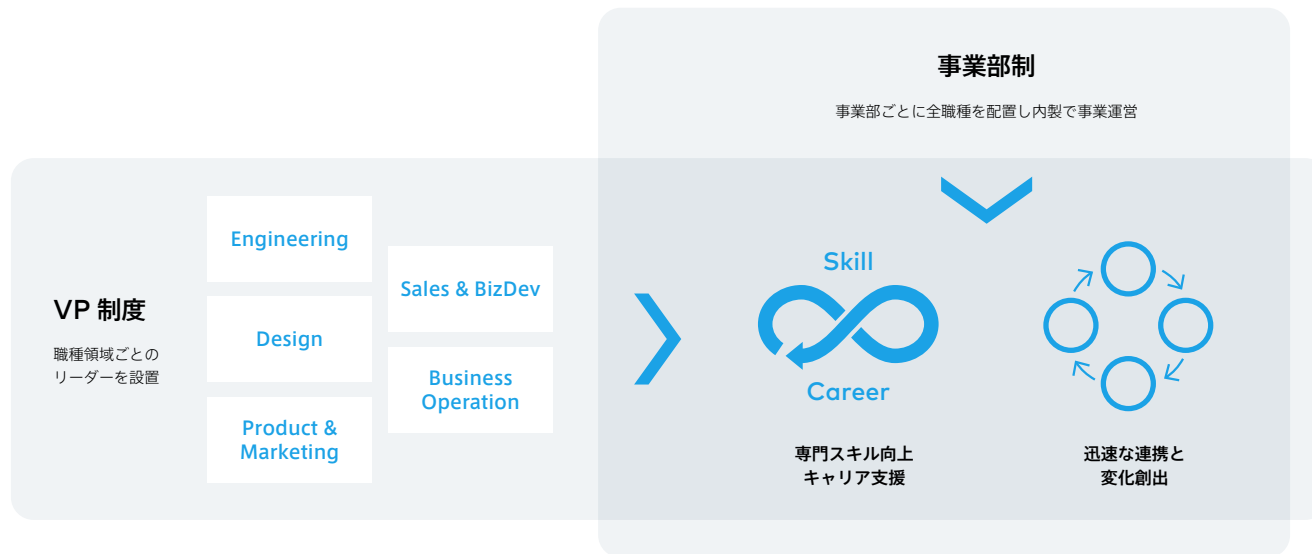 事業部制
事業部ごとに全職種を配置し内製で事業運営
VP 制度
職種領域ごとの
リーダーを設置
Engineering
Design
Product &
Marketing
Sales & BizDev
Business
Operation
Skill
Career
専門スキル向上
キャリア支援
迅速な連携と
変化創出